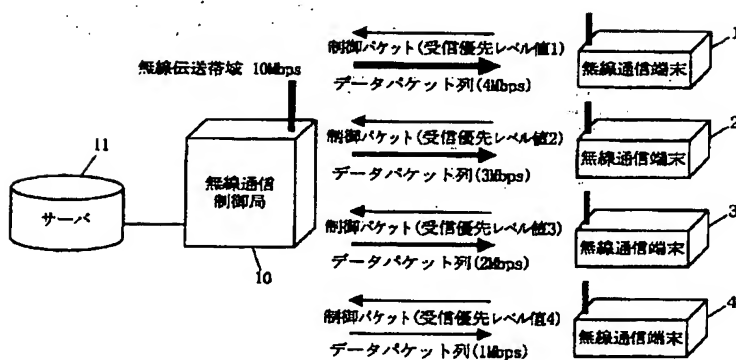 無線伝送帯域 10Mbps
11
サーバ
無線通信
制御局
10
制御パケット(受信優先レベル値1)
データパケット列(4Mbps)
無線通信端末
1
制御パケット(受信優先レベル値2)
データパケット列(3Mbps)
無線通信端末
2
制御パケット(受信優先レベル値3)
データパケット列(2Mbps)
無線通信端末
3
制御パケット(受信優先レベル値4)
データパケット列(1Mbps)
無線通信端末
4